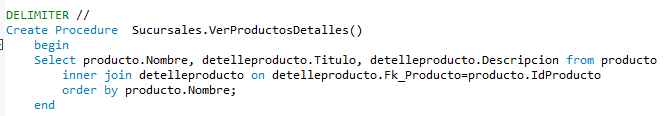 DELIMITER //
Create Procedure  Sucursales.VerProductosDetalles()
    begin
    Select producto.Nombre, detelleproducto.Titulo, detelleproducto.Descripcion from producto
        inner join detelleproducto on detelleproducto.Fk_Producto=producto.IdProducto
        order by producto.Nombre;
    end